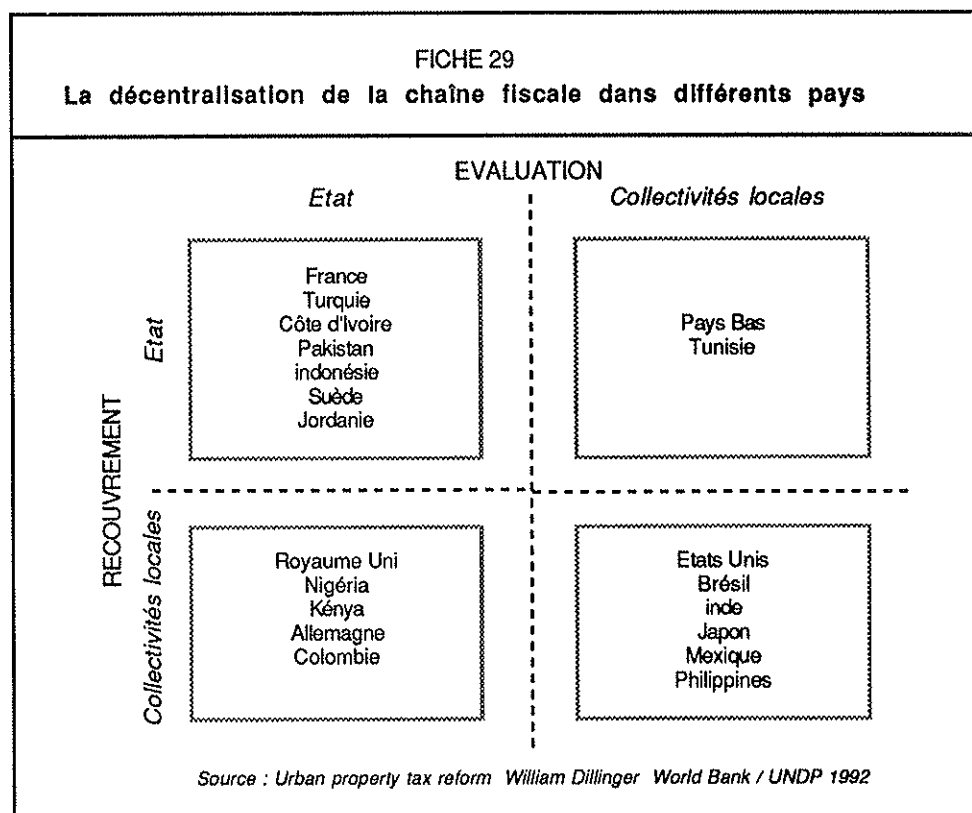 FICHE 29
La décentralisation de la chaîne fiscale dans différents pays
EVALUATION
Etat
Collectivités locales
RECOUVREMENT
Etat
France
Turquie
Côte d'Ivoire
Pakistan
indonésie
Suède
Jordanie
Pays Bas
Tunisie
Collectivités locales
Royaume Uni
Nigéria
Kénya
Allemagne
Colombie
Etats Unis
Brésil
inde
Japon
Mexique
Philippines
Source : Urban property tax reform William Dillinger World Bank / UNDP 1992